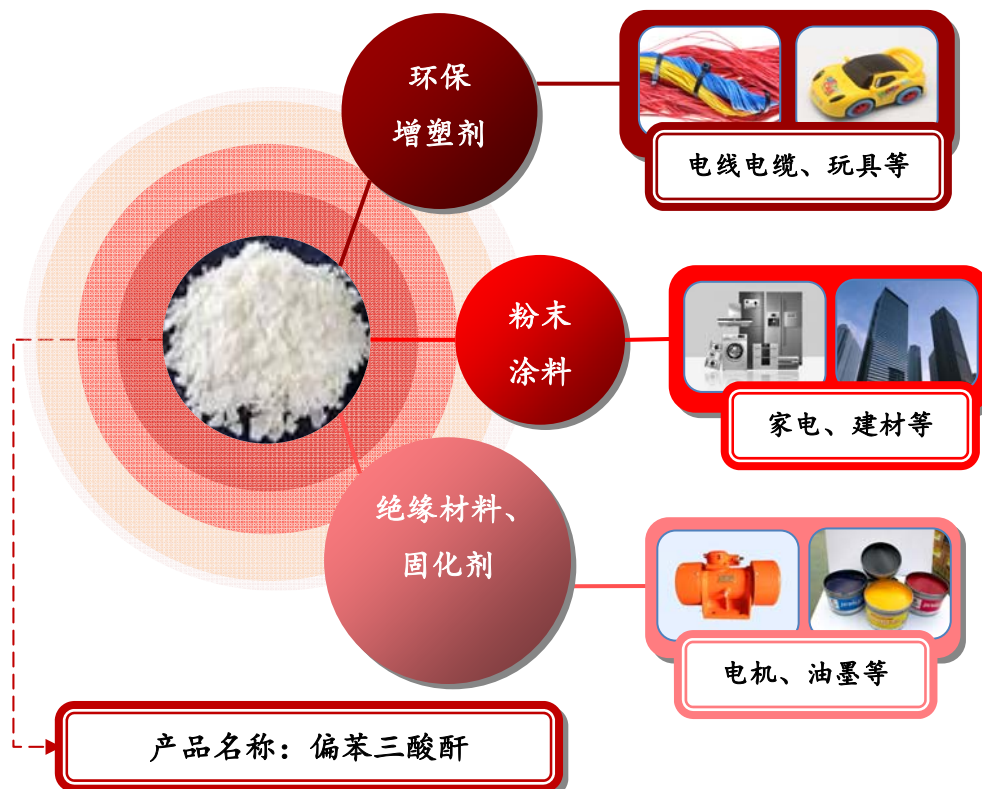 环保
增塑剂
电线电缆、玩具等
粉末
涂料
家电、建材等
绝缘材料、
固化剂
电机、油墨等
产品名称：偏苯三酸酐